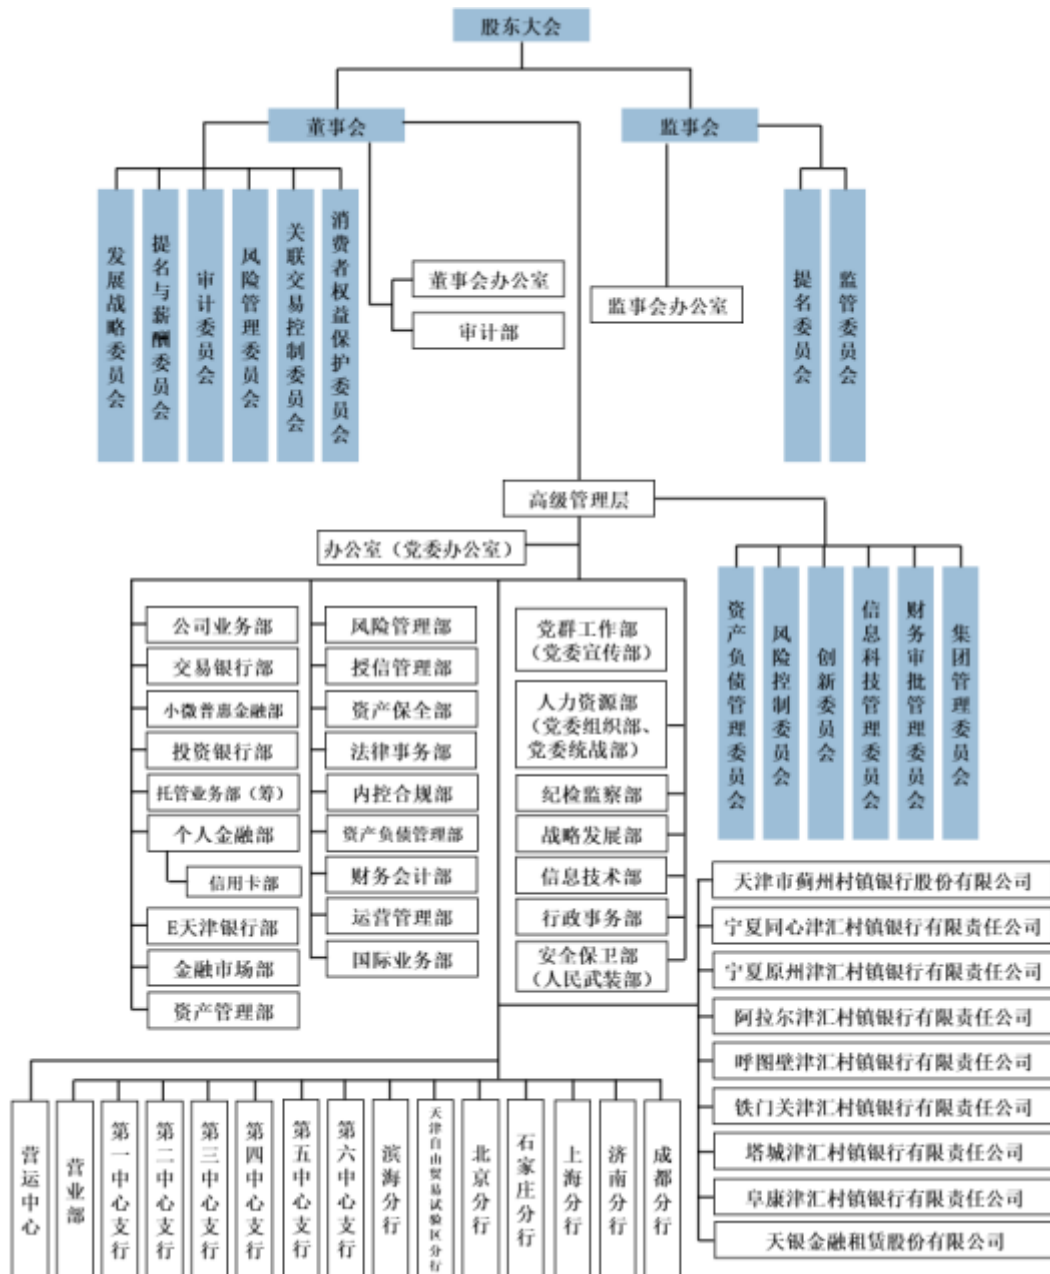 股东大会
董事会
监事会
发展战略委员会
提名与薪酬委员会
审计委员会
风险管理委员会
关联交易控制委员会
消费者权益保护委员会
董事会办公室
审计部
监事会办公室
提名委员会
监管委员会
高级管理层
办公室（党委办公室）
资产负债管理委员会
风险控制委员会
创新委员会
信息科技管理委员会
财务审批管理委员会
集团管理委员会
公司业务部
交易银行部
小微普惠金融部
投资银行部
托管业务部（筹）
个人金融部
信用卡部
E天津银行部
金融市场部
资产管理部
风险管理部
授信管理部
资产保全部
法律事务部
内控合规部
资产负债管理部
财务会计部
运营管理部
国际业务部
党群工作部
（党委宣传部）
人力资源部
（党委组织部、
党委统战部）
纪检监察部
战略发展部
信息技术部
行政事务部
安全保卫部
（人民武装部）
天津市蓟州村镇银行股份有限公司
宁夏同心津汇村镇银行有限责任公司
宁夏原州津汇村镇银行有限责任公司
阿拉尔津汇村镇银行有限责任公司
呼图壁津汇村镇银行有限责任公司
铁门关津汇村镇银行有限责任公司
塔城津汇村镇银行有限责任公司
阜康津汇村镇银行有限责任公司
天银金融租赁股份有限公司
营运中心
营业部
第一中心支行
第二中心支行
第三中心支行
第四中心支行
第五中心支行
第六中心支行
滨海分行
天津自由贸易试验区分行
北京分行
石家庄分行
上海分行
济南分行
成都分行